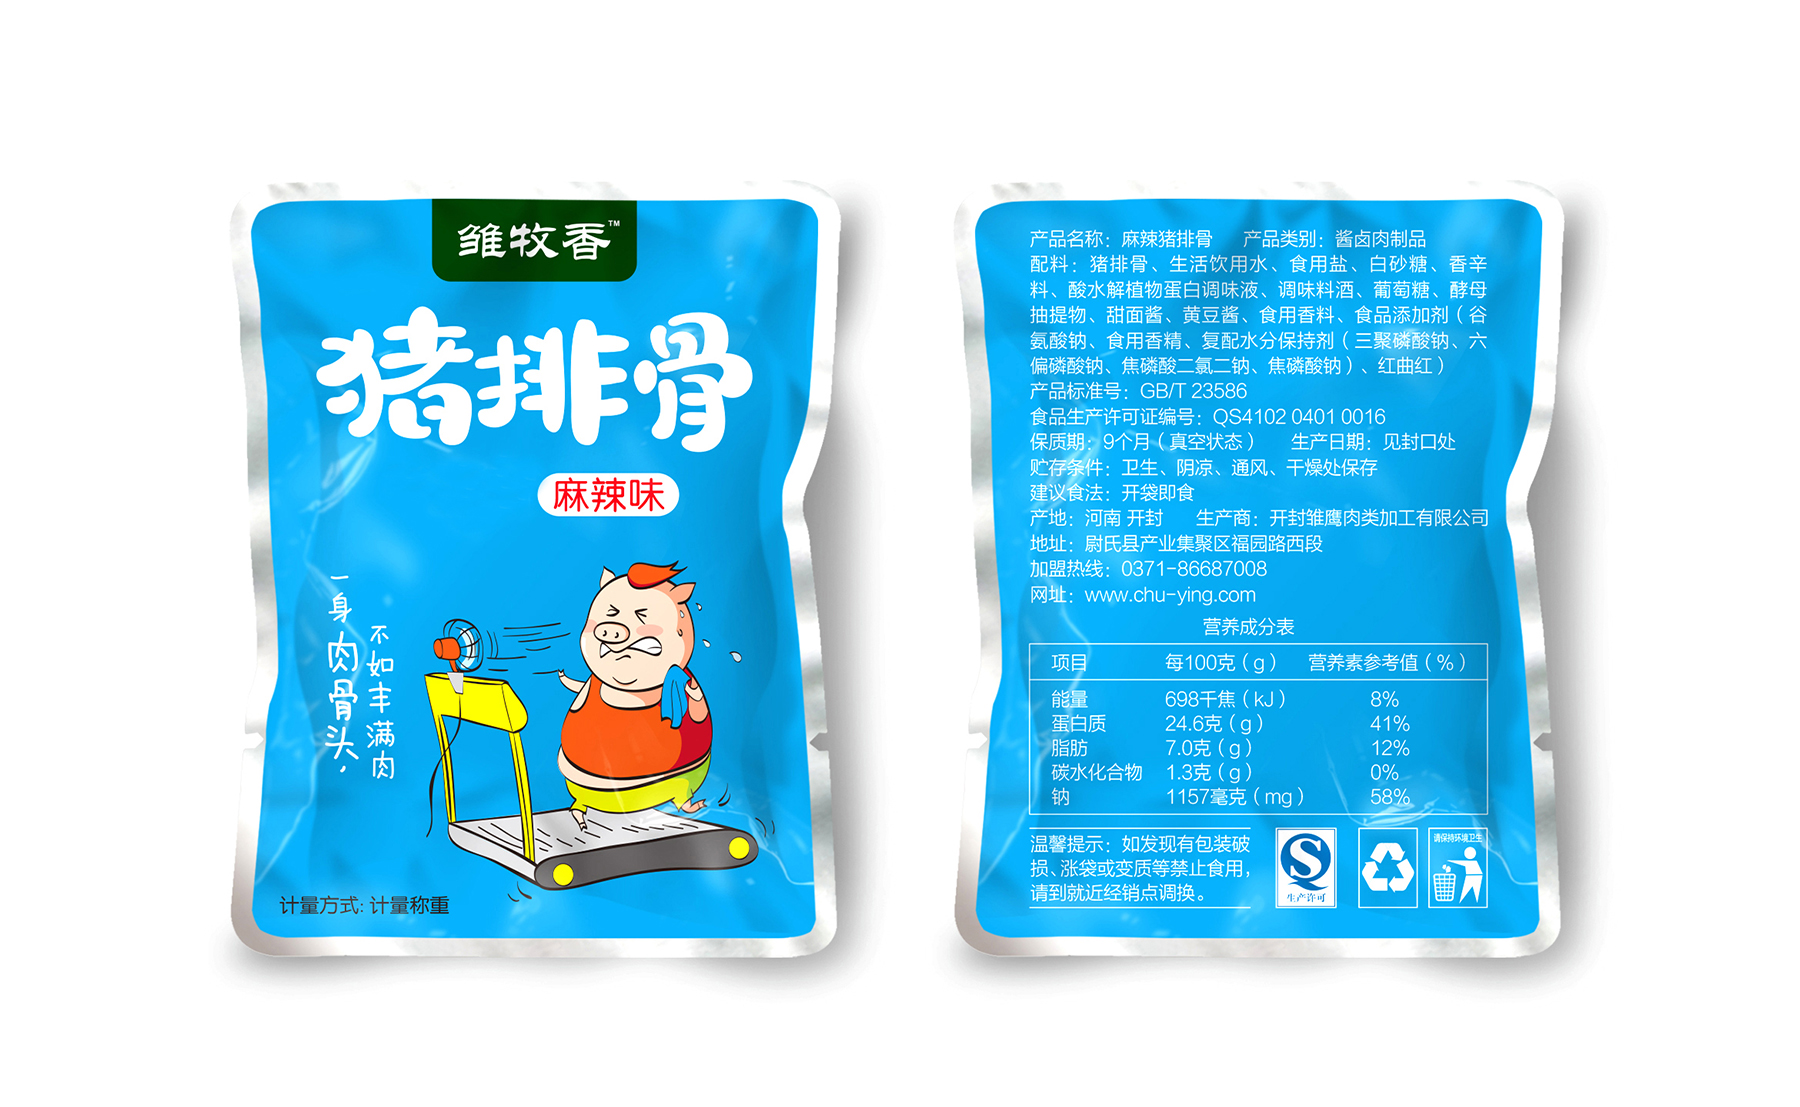 雏牧香™
猪排骨
麻辣味
一身肉骨头，
不如丰满肉
计量方式: 计量称重
产品名称：麻辣猪排骨 产品类别：酱卤肉制品
配料：猪排骨、生活饮用水、食用盐、白砂糖、香辛
料、酸水解植物蛋白调味液、调味料酒、葡萄糖、酵母
抽提物、甜面酱、黄豆酱、食用香料、食品添加剂（谷
氨酸钠、食用香精、复配水分保持剂（三聚磷酸钠、六
偏磷酸钠、焦磷酸二氯二钠、焦磷酸钠）、红曲红）
产品标准号：GB/T 23586
食品生产许可证编号：QS4102 0401 0016
保质期：9个月（真空状态） 生产日期：见封口处
贮存条件：卫生、阴凉、通风、干燥处保存
建议食法：开袋即食
产地：河南 开封 生产商：开封雏鹰肉类加工有限公司
地址：尉氏县产业集聚区福园路西段
加盟热线：0371-86687008
网址：www.chu-ying.com
营养成分表
项目 每100克（g） 营养素参考值（%）
能量 698千焦（kJ） 8%
蛋白质 24.6克（g） 41%
脂肪 7.0克（g） 12%
碳水化合物 1.3克（g） 0%
钠 1157毫克（mg） 58%
温馨提示：如发现有包装破
损、涨袋或变质等禁止食用，
请到就近经销点调换。
生产许可
请保持环境卫生